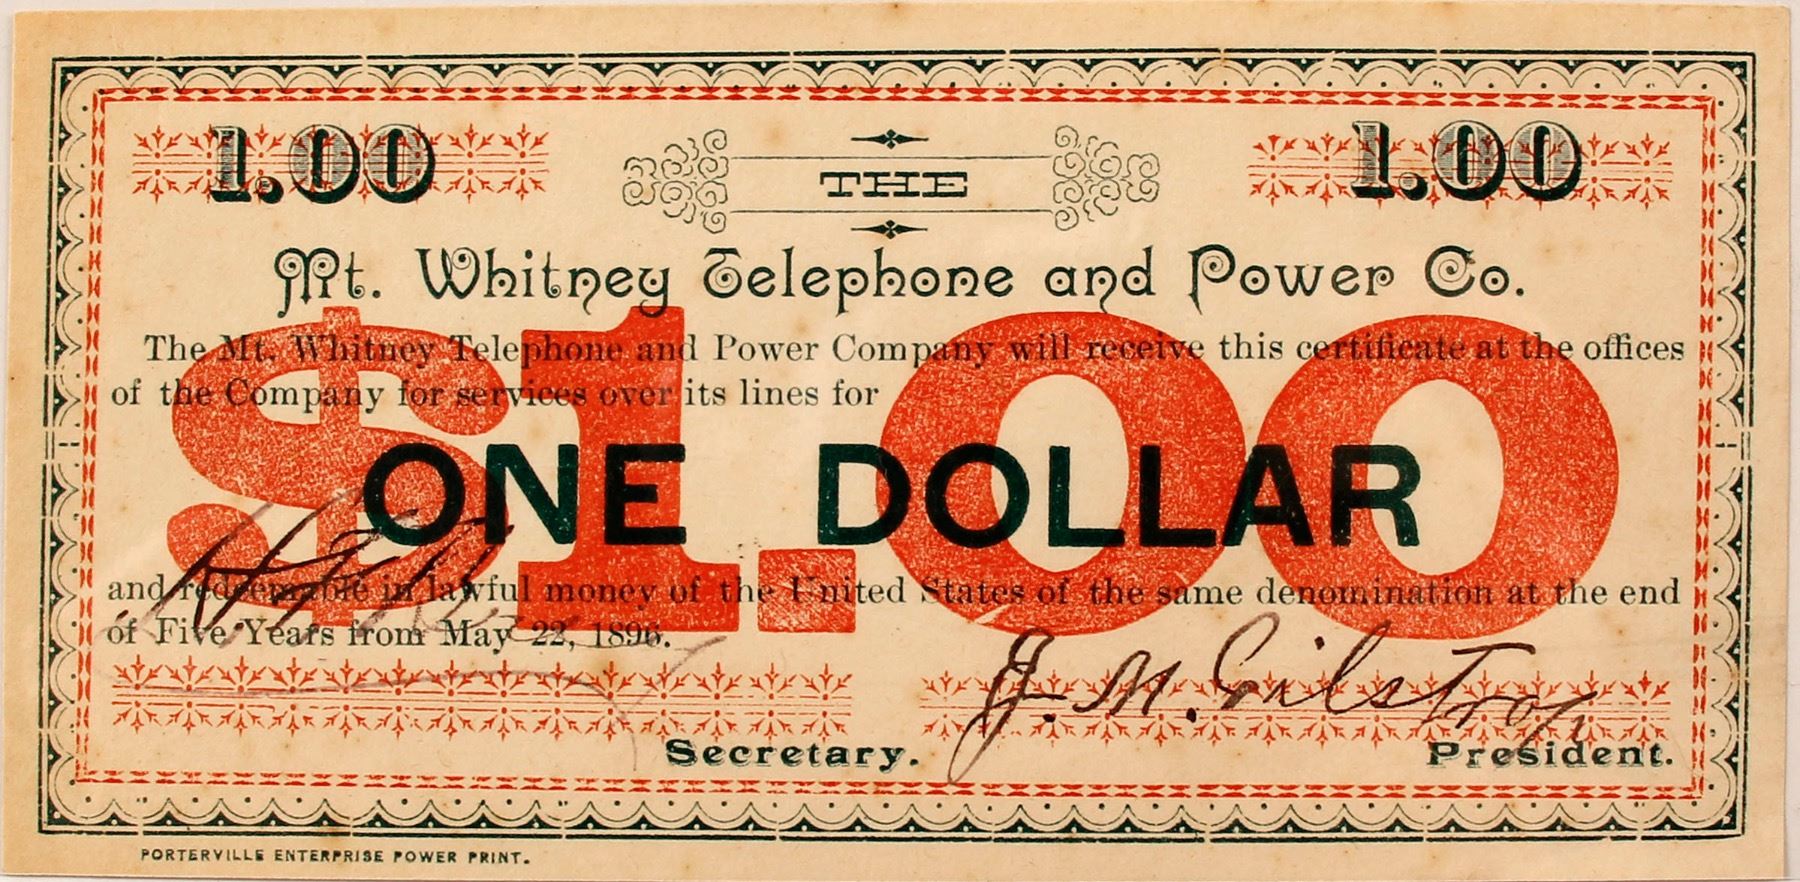 1.00 THE 1.00
Mt. Whitney Telephone and Power Co.
$1.00
The Mt. Whitney Telephone and Power Company will receive this certificate at the offices
of the Company for services over its lines for
ONE DOLLAR
and redeemable in lawful money of the United States of the same denomination at the end
of Five Years from May 22, 1896.
J. M. Gilstrap
Secretary. President.
PORTERVILLE ENTERPRISE POWER PRINT.